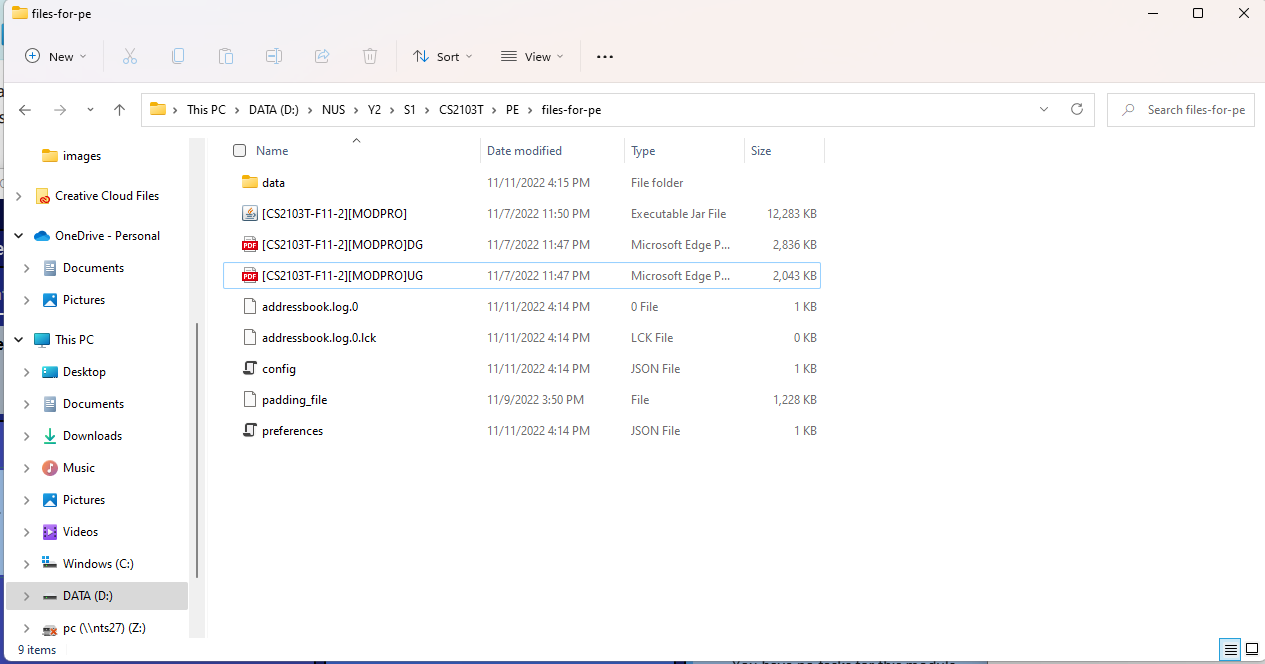 files-for-pe
New
Sort
View
This PC > DATA (D:) > NUS > Y2 > S1 > CS2103T > PE > files-for-pe
Search files-for-pe
images
Creative Cloud Files
OneDrive - Personal
Documents
Pictures
This PC
Desktop
Documents
Downloads
Music
Pictures
Videos
Windows (C:)
DATA (D:)
pc (\\nts27) (Z:)
Name Date modified Type Size
data 11/11/2022 4:15 PM File folder
[CS2103T-F11-2][MODPRO] 11/7/2022 11:50 PM Executable Jar File 12,283 KB
[CS2103T-F11-2][MODPRO]DG 11/7/2022 11:47 PM Microsoft Edge P... 2,836 KB
[CS2103T-F11-2][MODPRO]UG 11/7/2022 11:47 PM Microsoft Edge P... 2,043 KB
addressbook.log.0 11/11/2022 4:14 PM 0 File 1 KB
addressbook.log.0.lck 11/11/2022 4:14 PM LCK File 0 KB
config 11/11/2022 4:14 PM JSON File 1 KB
padding_file 11/9/2022 3:50 PM File 1,228 KB
preferences 11/11/2022 4:14 PM JSON File 1 KB
9 items